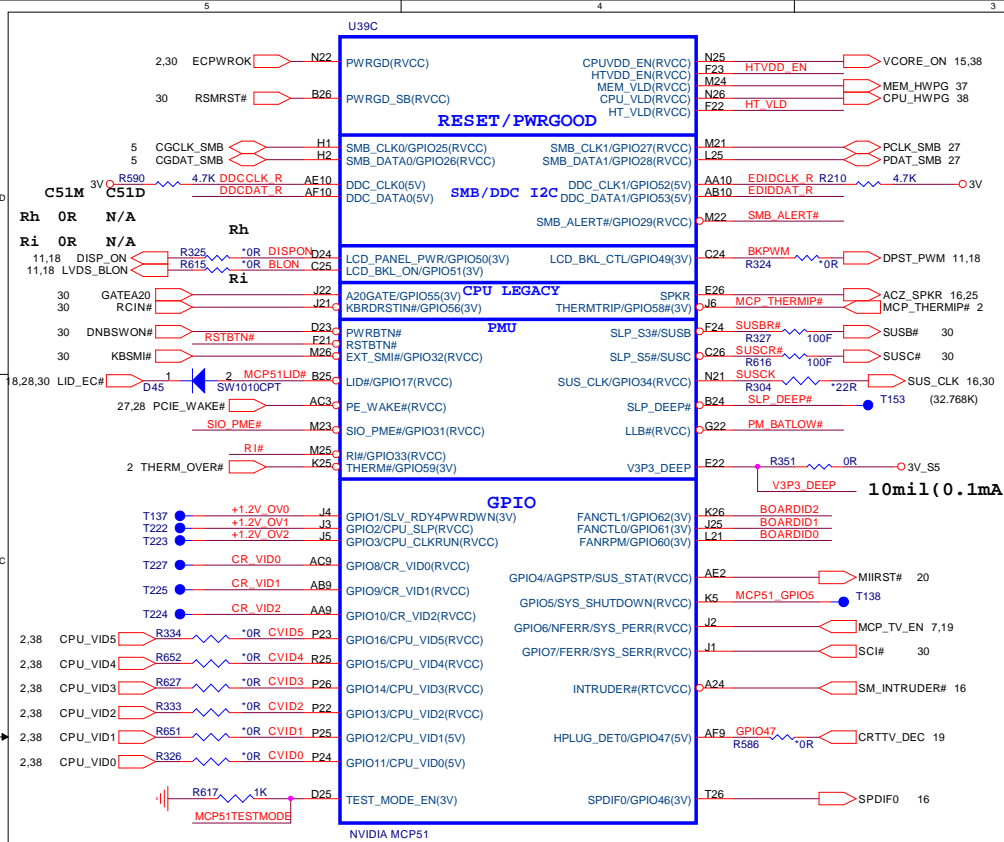 5 4 3
U39C
2,30 ECPWROK N22 PWRGD(RVCC) CPUVDD_EN(RVCC) N25 VCORE_ON 15,38
HTVDD_EN(RVCC) F23 HTVDD_EN
MEM_VLD(RVCC) M24 MEM_HWPG 37
30 RSMRST# B26 PWRGD_SB(RVCC) CPU_VLD(RVCC) N26 CPU_HWPG 38
HT_VLD(RVCC) F22 HT_VLD
RESET/PWRGOOD
5 CGCLK_SMB H1 SMB_CLK0/GPIO25(RVCC) SMB_CLK1/GPIO27(RVCC) M21 PCLK_SMB 27
5 CGDAT_SMB H2 SMB_DATA0/GPIO26(RVCC) SMB_DATA1/GPIO28(RVCC) L25 PDAT_SMB 27
3V R590 4.7K DDCCLK_R AE10 DDC_CLK0(5V) DDC_CLK1/GPIO52(5V) AA10 EDIDCLK_R R210 4.7K 3V
DDCDAT_R AF10 DDC_DATA0(5V) SMB/DDC I2C DDC_DATA1/GPIO53(5V) AB10 EDIDDAT_R
D
C51M C51D
Rh 0R N/A
SMB_ALERT#/GPIO29(RVCC) M22 SMB_ALERT#
Ri 0R N/A
Rh
11,18 DISP_ON R325 *0R DISPON D24 LCD_PANEL_PWR/GPIO50(3V) LCD_BKL_CTL/GPIO49(3V) C24 BKPWM R324 *0R DPST_PWM 11,18
11,18 LVDS_BLON R615 *0R BLON C25 LCD_BKL_ON/GPIO51(3V)
Ri
CPU LEGACY
30 GATEA20 J22 A20GATE/GPIO55(3V) SPKR E26 ACZ_SPKR 16,25
30 RCIN# J21 KBRDRSTIN#/GPIO56(3V) THERMTRIP/GPIO58#(3V) J6 MCP_THERMIP# MCP_THERMIP# 2
PMU
30 DNBSWON# D23 PWRBTN# SLP_S3#/SUSB F24 SUSBR# R327 100F SUSB# 30
RSTBTN# F21 RSTBTN#
30 KBSMI# M26 EXT_SMI#/GPIO32(RVCC) SLP_S5#/SUSC C26 SUSCR# R616 100F SUSC# 30
18,28,30 LID_EC# 1 D45 2 SW1010CPT MCP51LID# B25 LID#/GPIO17(RVCC) SUS_CLK/GPIO34(RVCC) N21 SUSCK R304 *22R SUS_CLK 16,30
(32.768K)
27,28 PCIE_WAKE# AC3 PE_WAKE#(RVCC) SLP_DEEP# B24 SLP_DEEP# T153
SIO_PME# M23 SIO_PME#/GPIO31(RVCC) LLB#(RVCC) G22 PM_BATLOW#
RI# M25 RI#/GPIO33(RVCC)
2 THERM_OVER# K25 THERM#/GPIO59(3V) V3P3_DEEP E22 R351 0R 3V_S5
V3P3_DEEP 10mil(0.1mA
GPIO
T137 +1.2V_OV0 J4 GPIO1/SLV_RDY4PWRDWN(3V) FANCTL1/GPIO62(3V) K26 BOARDID2
T222 +1.2V_OV1 J3 GPIO2/CPU_SLP(RVCC) FANCTL0/GPIO61(3V) J25 BOARDID1
T223 +1.2V_OV2 J5 GPIO3/CPU_CLKRUN(RVCC) FANRPM/GPIO60(3V) L21 BOARDID0
C
T227 CR_VID0 AC9 GPIO8/CR_VID0(RVCC) GPIO4/AGPSTP/SUS_STAT(RVCC) AE2 MIIRST# 20
T225 CR_VID1 AB9 GPIO9/CR_VID1(RVCC) GPIO5/SYS_SHUTDOWN(RVCC) K5 MCP51_GPIO5 T138
T224 CR_VID2 AA9 GPIO10/CR_VID2(RVCC) GPIO6/NFERR/SYS_PERR(RVCC) J2 MCP_TV_EN 7,19
2,38 CPU_VID5 R334 *0R CVID5 P23 GPIO16/CPU_VID5(RVCC) GPIO7/FERR/SYS_SERR(RVCC) J1 SCI# 30
2,38 CPU_VID4 R652 *0R CVID4 R25 GPIO15/CPU_VID4(RVCC)
2,38 CPU_VID3 R627 *0R CVID3 P26 GPIO14/CPU_VID3(RVCC) INTRUDER#(RTCVCC) A24 SM_INTRUDER# 16
2,38 CPU_VID2 R333 *0R CVID2 P22 GPIO13/CPU_VID2(RVCC)
2,38 CPU_VID1 R651 *0R CVID1 P25 GPIO12/CPU_VID1(5V) HPLUG_DET0/GPIO47(5V) AF9 GPIO47 R586 *0R CRTTV_DEC 19
2,38 CPU_VID0 R326 *0R CVID0 P24 GPIO11/CPU_VID0(5V)
R617 1K D25 TEST_MODE_EN(3V) SPDIF0/GPIO46(3V) T26 SPDIF0 16
MCP51TESTMODE
NVIDIA MCP51